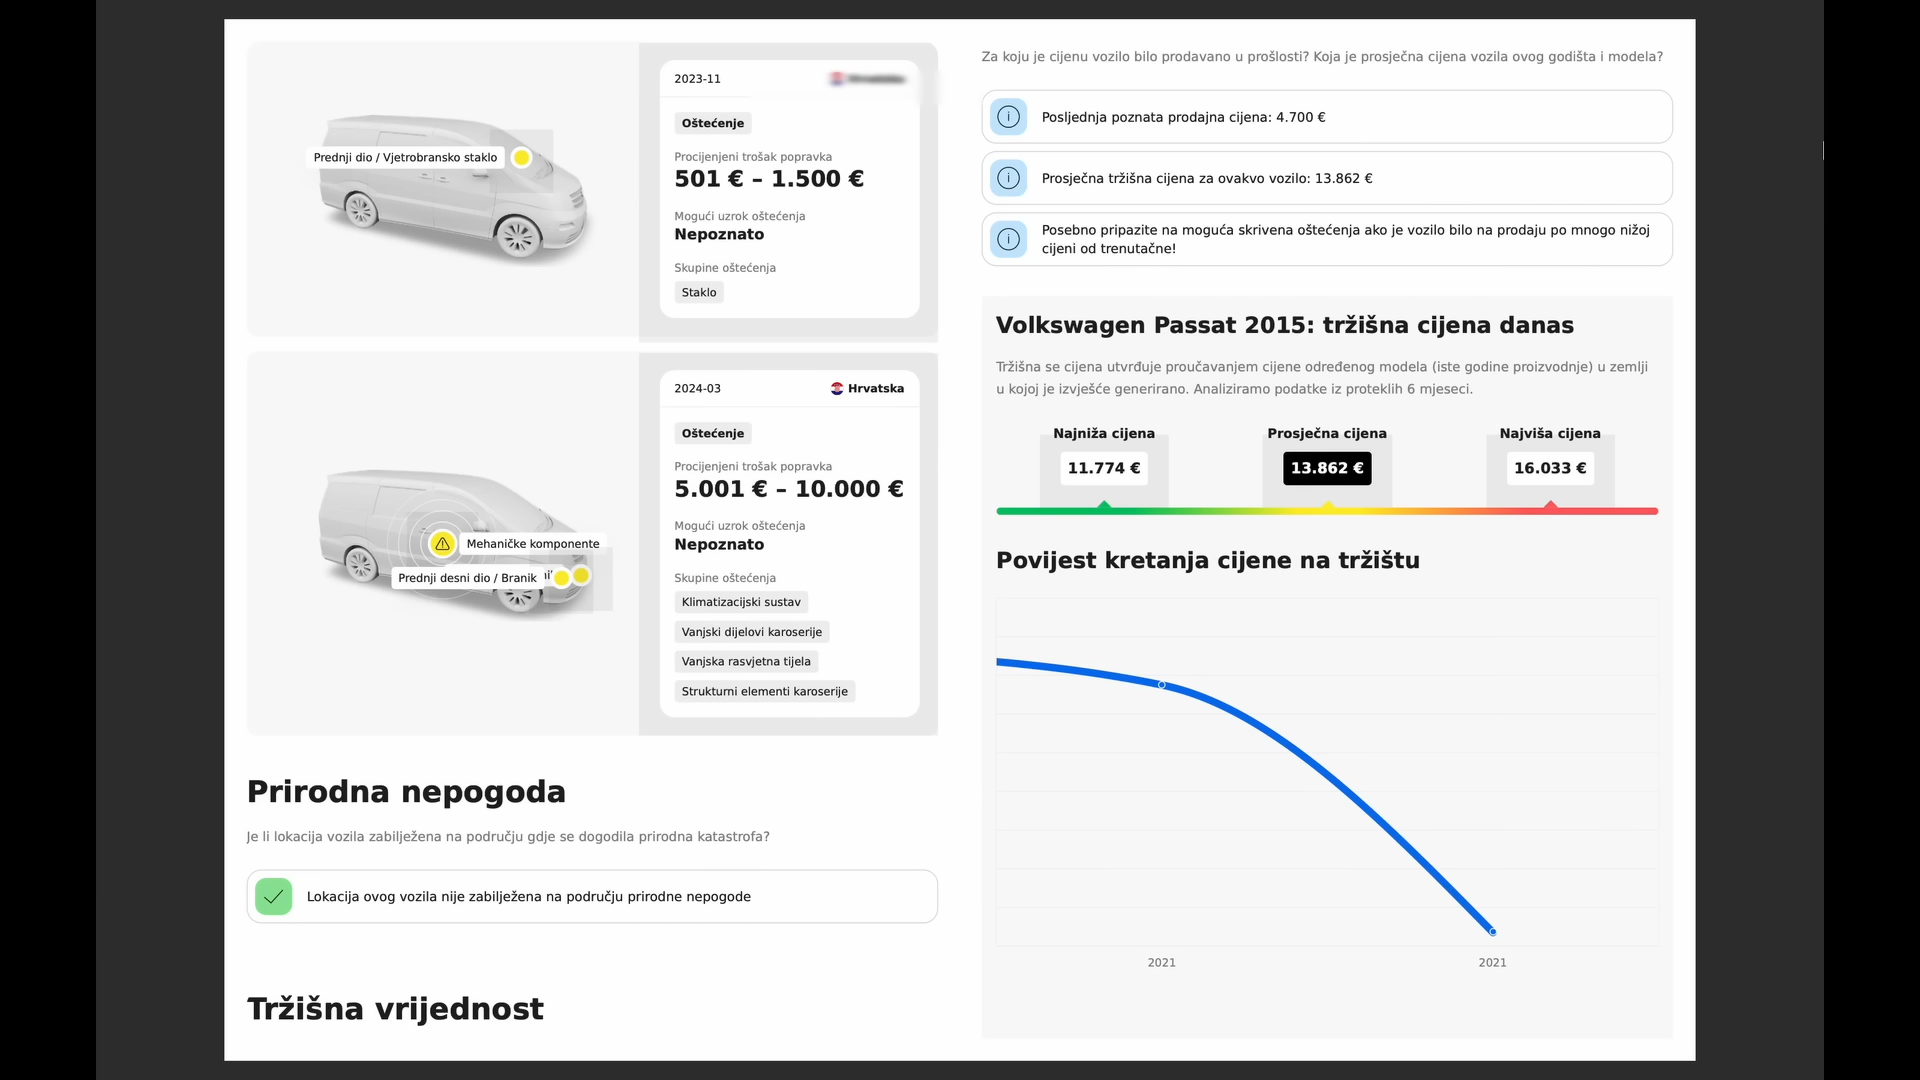 2023-11
Oštećenje
Prednji dio / Vjetrobransko staklo
Procijenjeni trošak popravka
501 € – 1.500 €
Mogući uzrok oštećenja
Nepoznato
Skupine oštećenja
Staklo
2024-03 Hrvatska
Oštećenje
Procijenjeni trošak popravka
5.001 € – 10.000 €
Mogući uzrok oštećenja
Nepoznato
Mehaničke komponente
Prednji desni dio / Branik
Skupine oštećenja
Klimatizacijski sustav
Vanjski dijelovi karoserije
Vanjska rasvjetna tijela
Strukturni elementi karoserije
Prirodna nepogoda
Je li lokacija vozila zabilježena na području gdje se dogodila prirodna katastrofa?
Lokacija ovog vozila nije zabilježena na području prirodne nepogode
Tržišna vrijednost
Za koju je cijenu vozilo bilo prodavano u prošlosti? Koja je prosječna cijena vozila ovog godišta i modela?
Posljednja poznata prodajna cijena: 4.700 €
Prosječna tržišna cijena za ovakvo vozilo: 13.862 €
Posebno pripazite na moguća skrivena oštećenja ako je vozilo bilo na prodaju po mnogo nižoj
cijeni od trenutačne!
Volkswagen Passat 2015: tržišna cijena danas
Tržišna se cijena utvrđuje proučavanjem cijene određenog modela (iste godine proizvodnje) u zemlji
u kojoj je izvješće generirano. Analiziramo podatke iz proteklih 6 mjeseci.
Najniža cijena Prosječna cijena Najviša cijena
11.774 € 13.862 € 16.033 €
Povijest kretanja cijene na tržištu
2021 2021